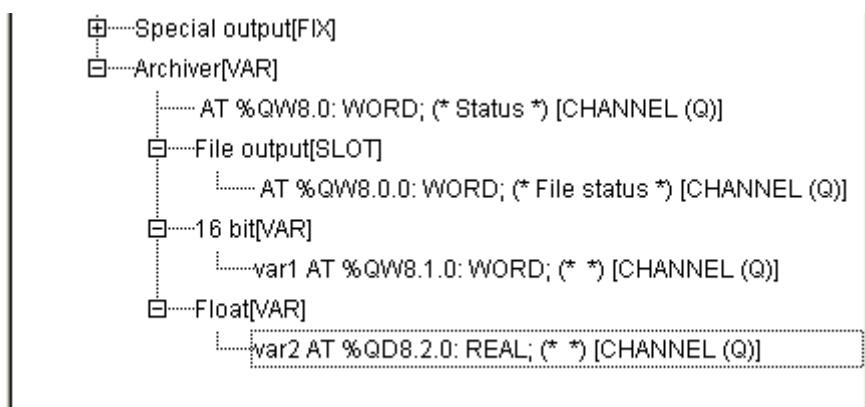 Special output[FIX]
Archiver[VAR]
AT %QW8.0: WORD; (* Status *) [CHANNEL (Q)]
File output[SLOT]
AT %QW8.0.0: WORD; (* File status *) [CHANNEL (Q)]
16 bit[VAR]
var1 AT %QW8.1.0: WORD; (* *) [CHANNEL (Q)]
Float[VAR]
var2 AT %QD8.2.0: REAL; (* *) [CHANNEL (Q)]